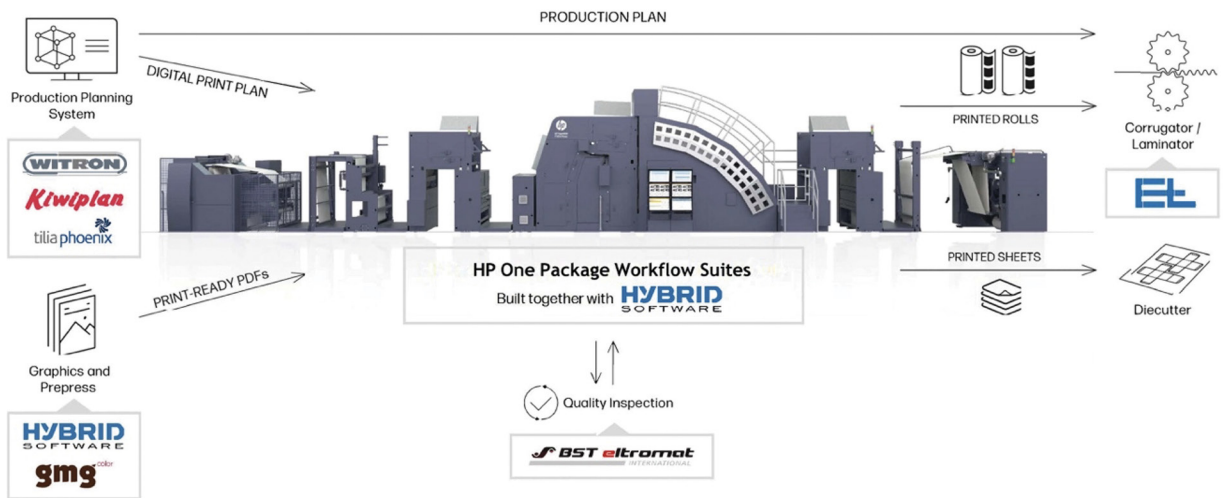 PRODUCTION PLAN
DIGITAL PRINT PLAN
Production Planning
System
WITRON
Kiwiplan
tilia phoenix
hp
PRINTED ROLLS
Corrugator /
Laminator
Et
HP One Package Workflow Suites
Built together with HYBRID
SOFTWARE
PRINT-READY PDFs
PRINTED SHEETS
Diecutter
Graphics and
Prepress
HYBRID
SOFTWARE
gmg color
Quality Inspection
BST eltromat
INTERNATIONAL